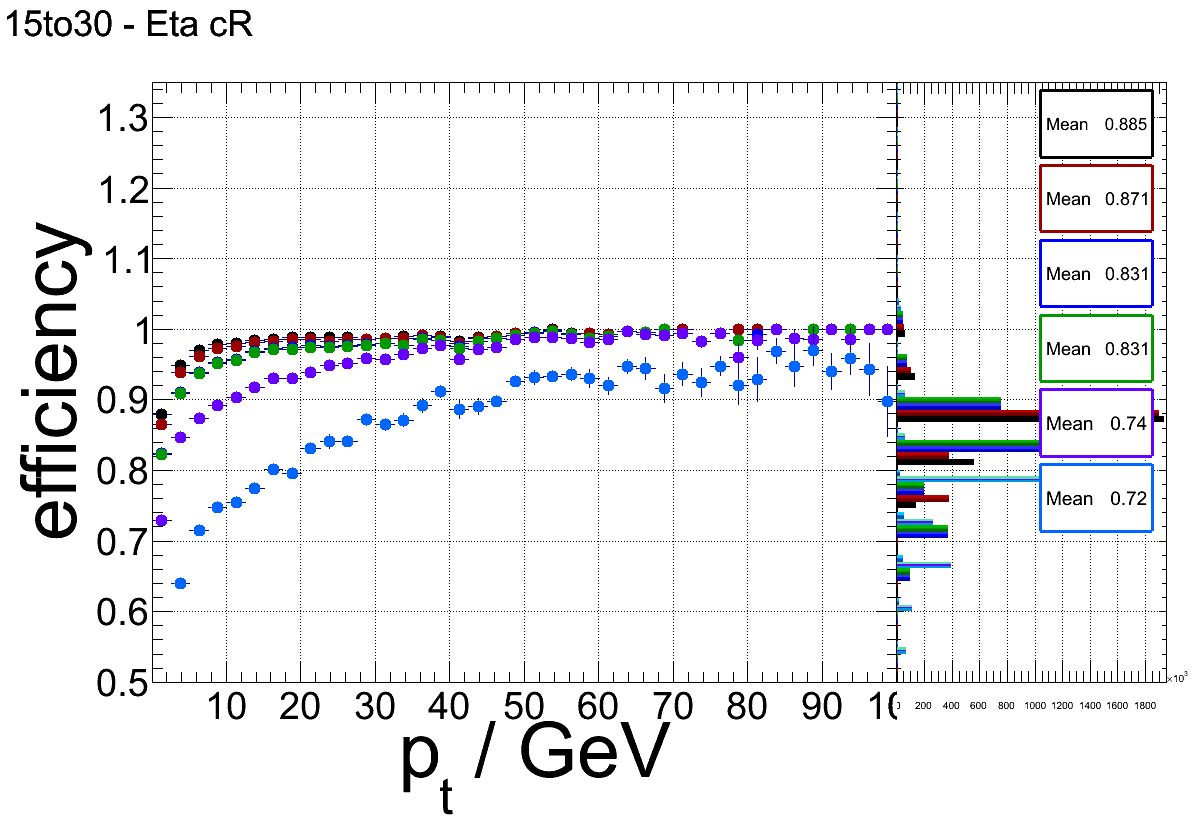 15to30 - Eta cR
efficiency
1.3
1.2
1.1
1
0.9
0.8
0.7
0.6
0.5
10 20 30 40 50 60 70 80 90 10
p_t / GeV
Mean 0.885
Mean 0.871
Mean 0.831
Mean 0.831
Mean 0.74
Mean 0.72
200 400 600 800 1000 1200 1400 1600 1800
×10³